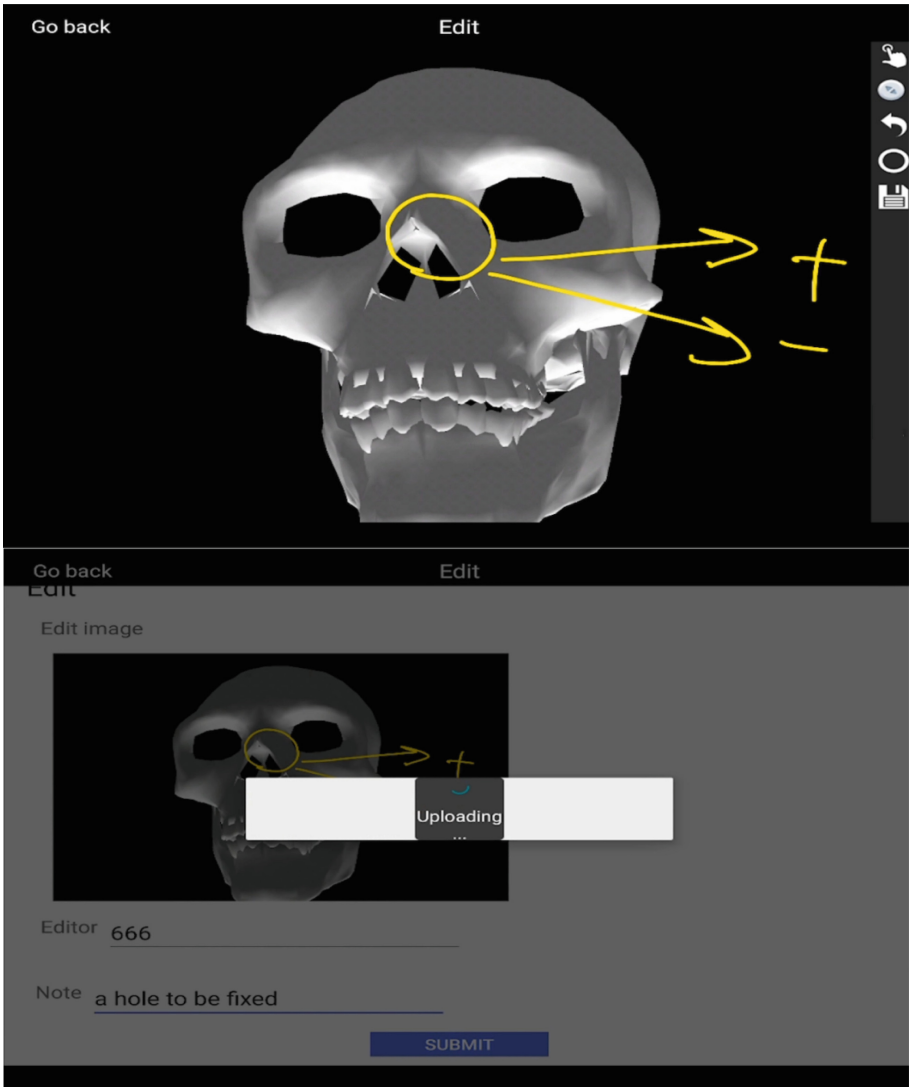 Go back
Edit
+
-
Go back
Edit
Edit
Edit image
+
Uploading
...
Editor 666
Note a hole to be fixed
SUBMIT